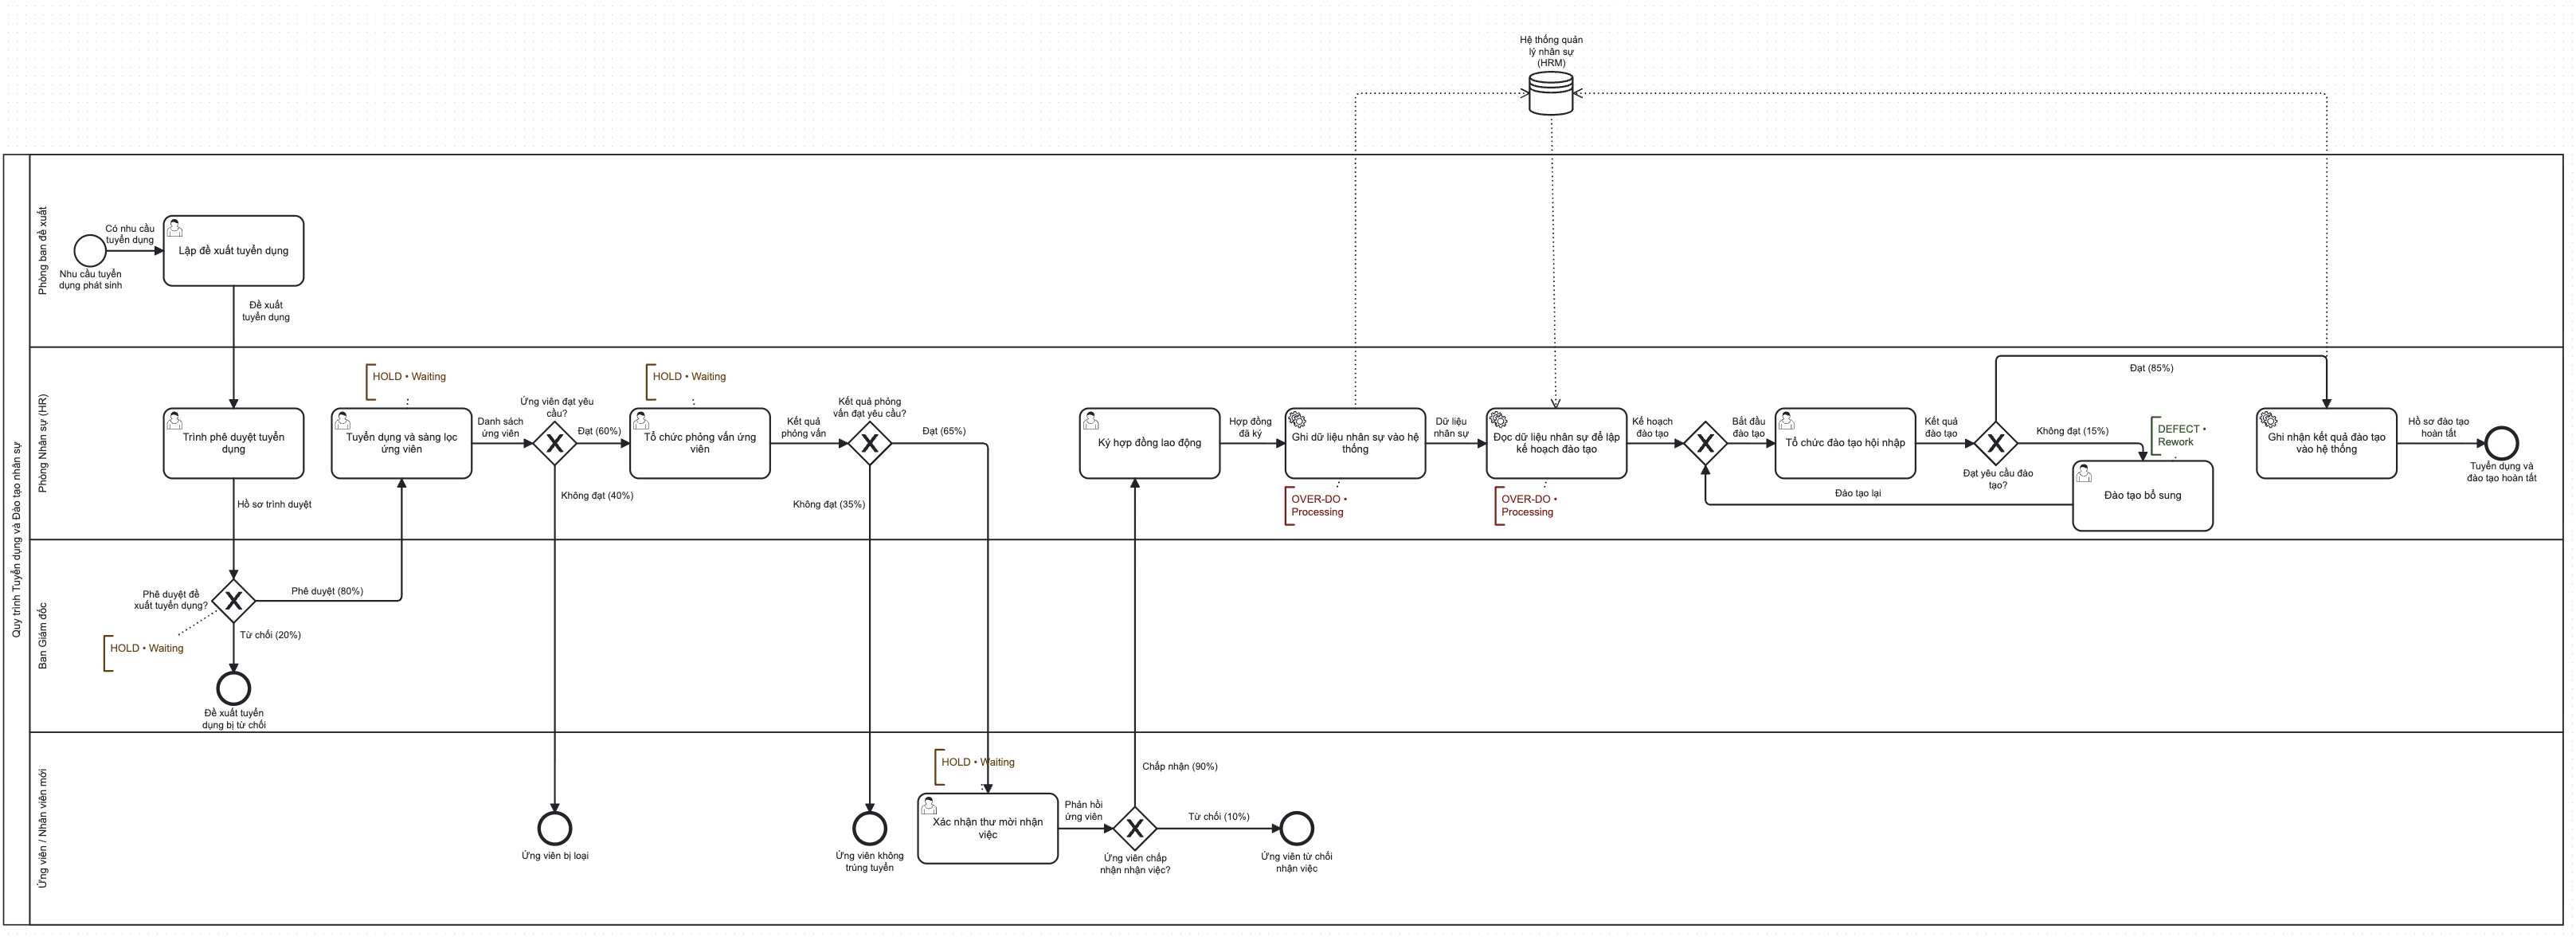 Hệ thống quản
lý nhân sự
(HRM)
Quy trình Tuyển dụng và Đào tạo nhân sự
Phòng ban đề xuất
Nhu cầu tuyển
dụng phát sinh
Có nhu cầu
tuyển dụng
Lập đề xuất tuyển dụng
Đề xuất
tuyển dụng
Phòng Nhân sự (HR)
Trình phê duyệt tuyển
dụng
Hồ sơ trình duyệt
HOLD • Waiting
Tuyển dụng và sàng lọc
ứng viên
Danh sách
ứng viên
Ứng viên đạt yêu
cầu?
Đạt (60%)
Không đạt (40%)
HOLD • Waiting
Tổ chức phỏng vấn ứng
viên
Kết quả
phỏng vấn
Kết quả phỏng
vấn đạt yêu cầu?
Đạt (65%)
Không đạt (35%)
Ký hợp đồng lao động
Hợp đồng
đã ký
Ghi dữ liệu nhân sự vào hệ
thống
OVER-DO •
Processing
Dữ liệu
nhân sự
Đọc dữ liệu nhân sự để lập
kế hoạch đào tạo
OVER-DO •
Processing
Kế hoạch
đào tạo
Bắt đầu
đào tạo
Tổ chức đào tạo hội nhập
Kết quả
đào tạo
Đạt yêu cầu đào
tạo?
Đạt (85%)
Không đạt (15%)
DEFECT •
Rework
Đào tạo bổ sung
Đào tạo lại
Ghi nhận kết quả đào tạo
vào hệ thống
Hồ sơ đào tạo
hoàn tất
Tuyển dụng và
đào tạo hoàn tất
Ban Giám đốc
Phê duyệt đề
xuất tuyển dụng?
Phê duyệt (80%)
Từ chối (20%)
HOLD • Waiting
Đề xuất tuyển
dụng bị từ chối
Ứng viên / Nhân viên mới
Ứng viên bị loại
Ứng viên không
trúng tuyển
HOLD • Waiting
Xác nhận thư mời nhận
việc
Phản hồi
ứng viên
Chấp nhận (90%)
Ứng viên chấp
nhận nhận việc?
Từ chối (10%)
Ứng viên từ chối
nhận việc